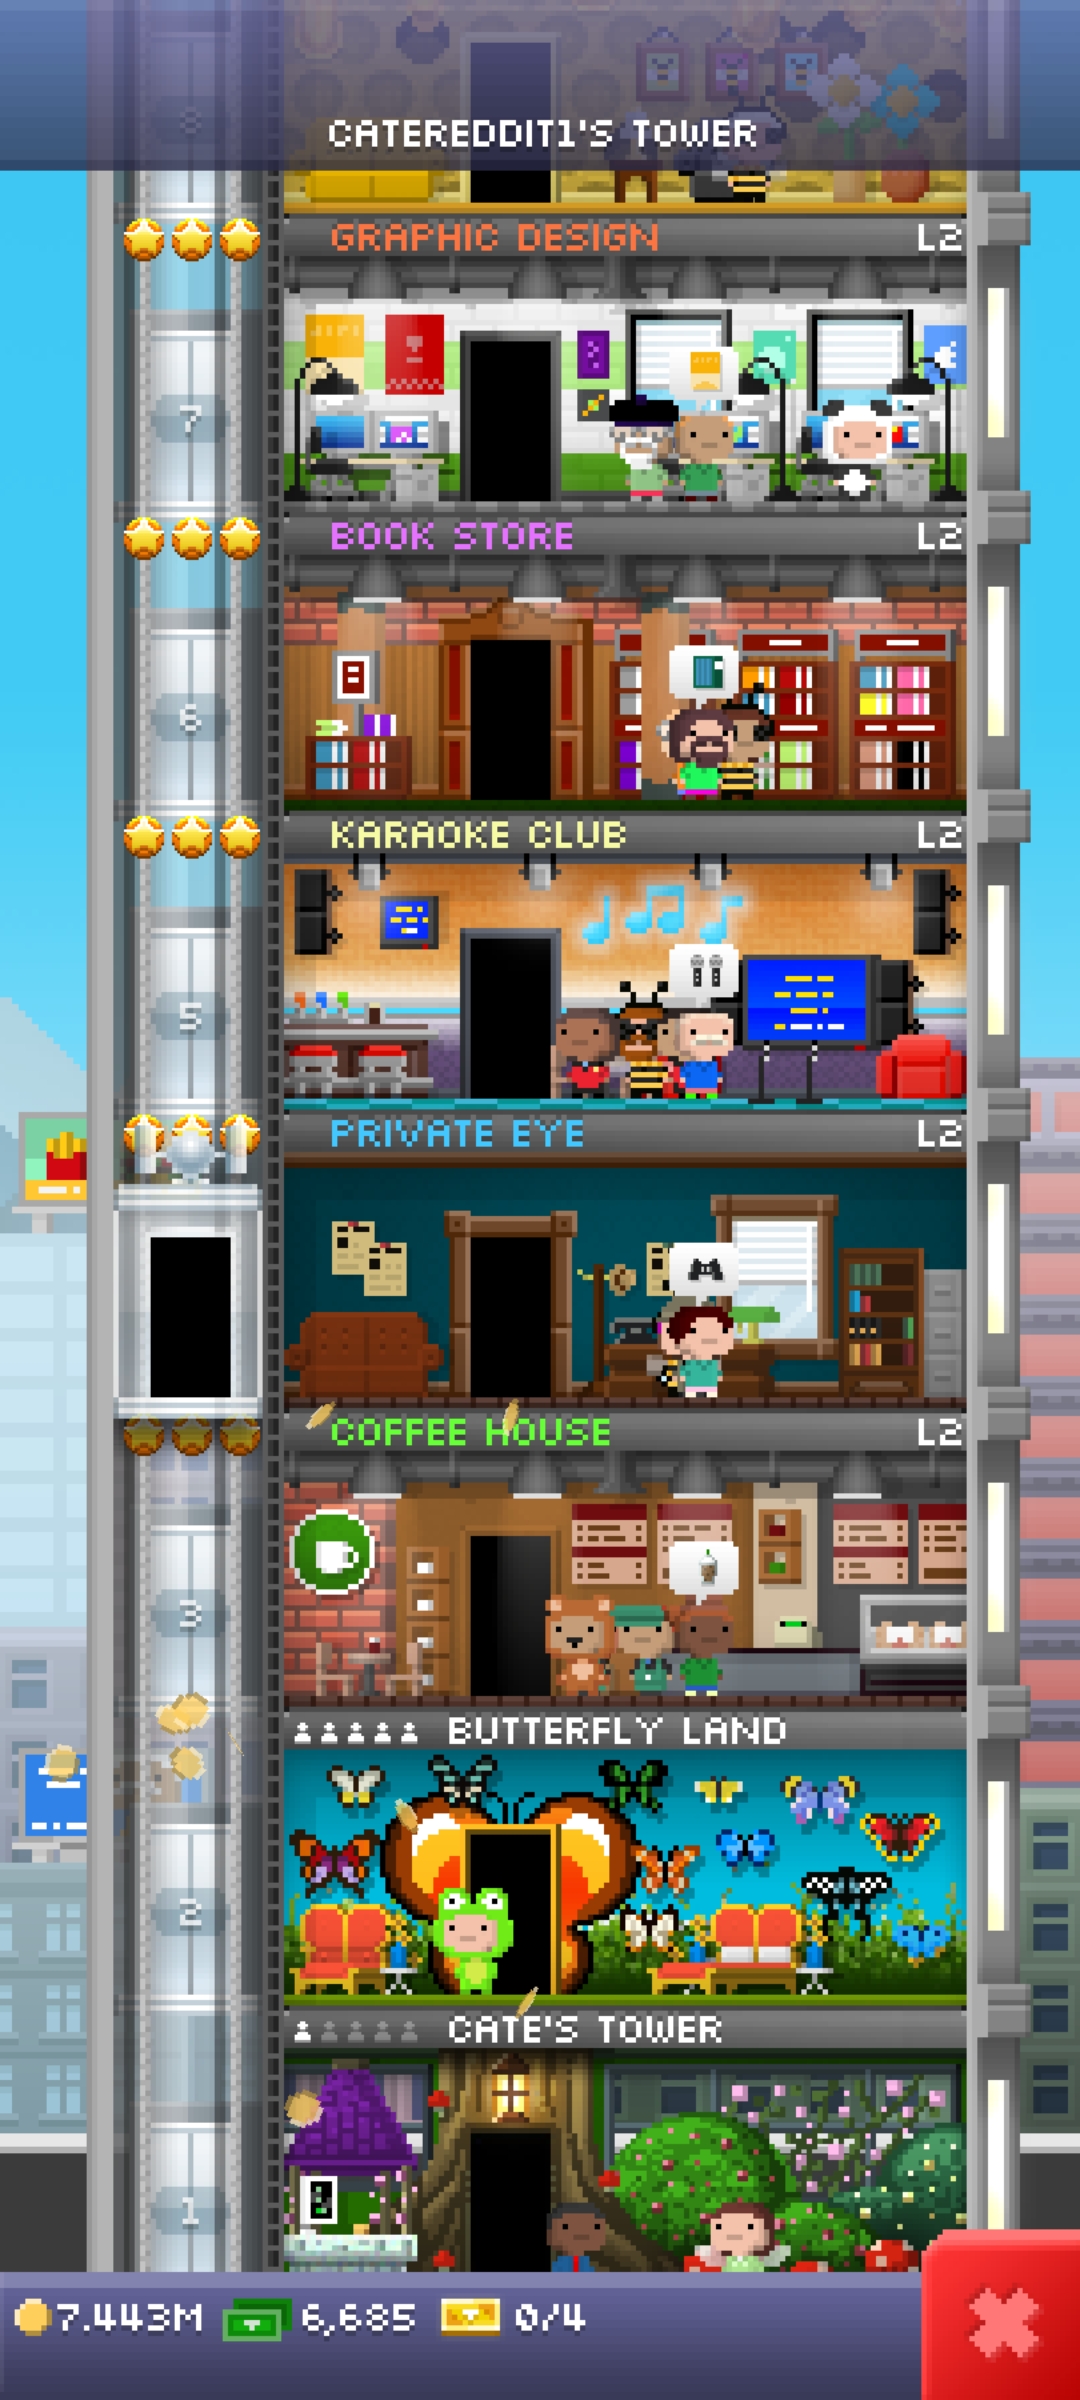 8
CATEREDDIT1'S TOWER
GRAPHIC DESIGN L2
7
BOOK STORE L2
6
KARAOKE CLUB L2
5
PRIVATE EYE L2
COFFEE HOUSE L2
3
BUTTERFLY LAND
2
CATE'S TOWER
1
7.443M 6,685 0/4